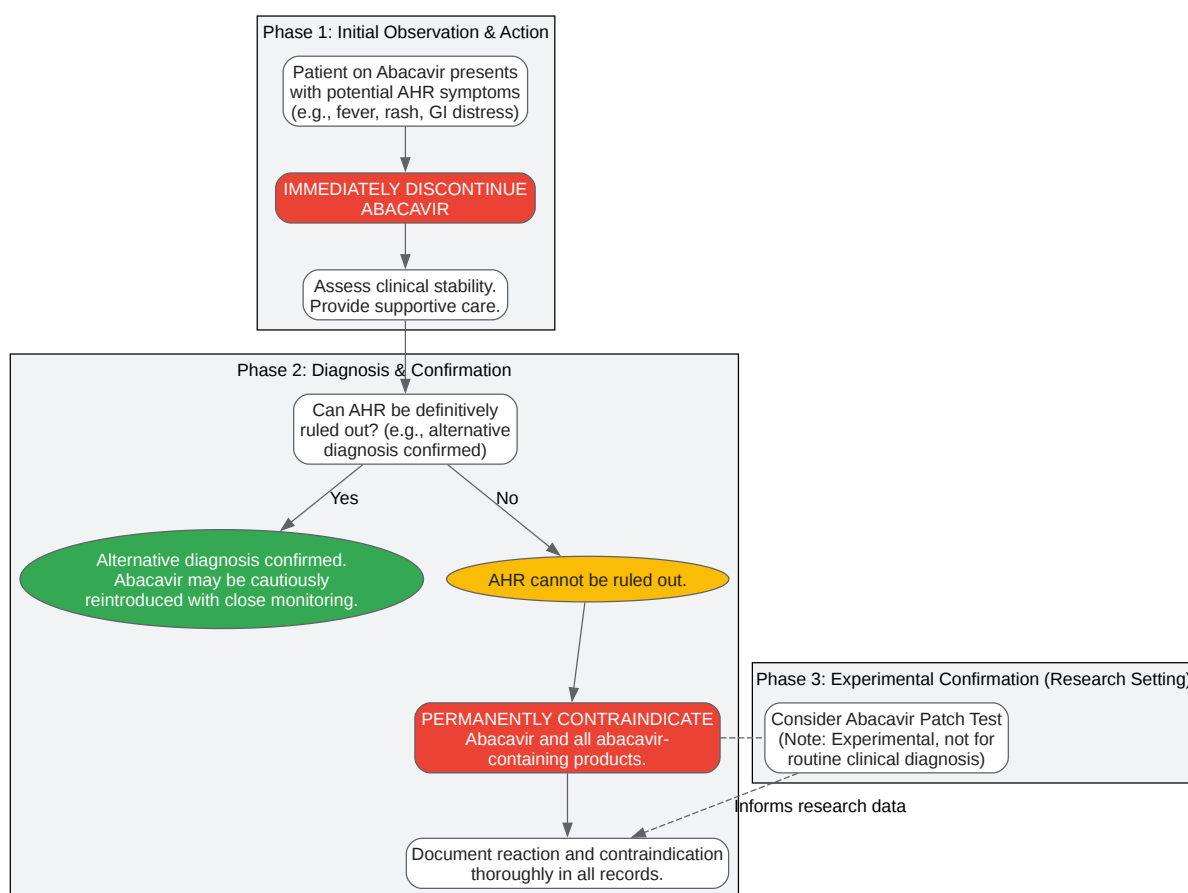 Phase 1: Initial Observation & Action
Patient on Abacavir presents
with potential AHR symptoms
(e.g., fever, rash, GI distress)
IMMEDIATELY DISCONTINUE
ABACAVIR
Assess clinical stability.
Provide supportive care.
Phase 2: Diagnosis & Confirmation
Can AHR be definitively
ruled out? (e.g., alternative
diagnosis confirmed)
Yes
No
Alternative diagnosis confirmed.
Abacavir may be cautiously
reintroduced with close monitoring.
AHR cannot be ruled out.
PERMANENTLY CONTRAINDICATE
Abacavir and all abacavir-
containing products.
Phase 3: Experimental Confirmation (Research Setting)
Consider Abacavir Patch Test
(Note: Experimental, not for
routine clinical diagnosis)
Informs research data
Document reaction and contraindication
thoroughly in all records.